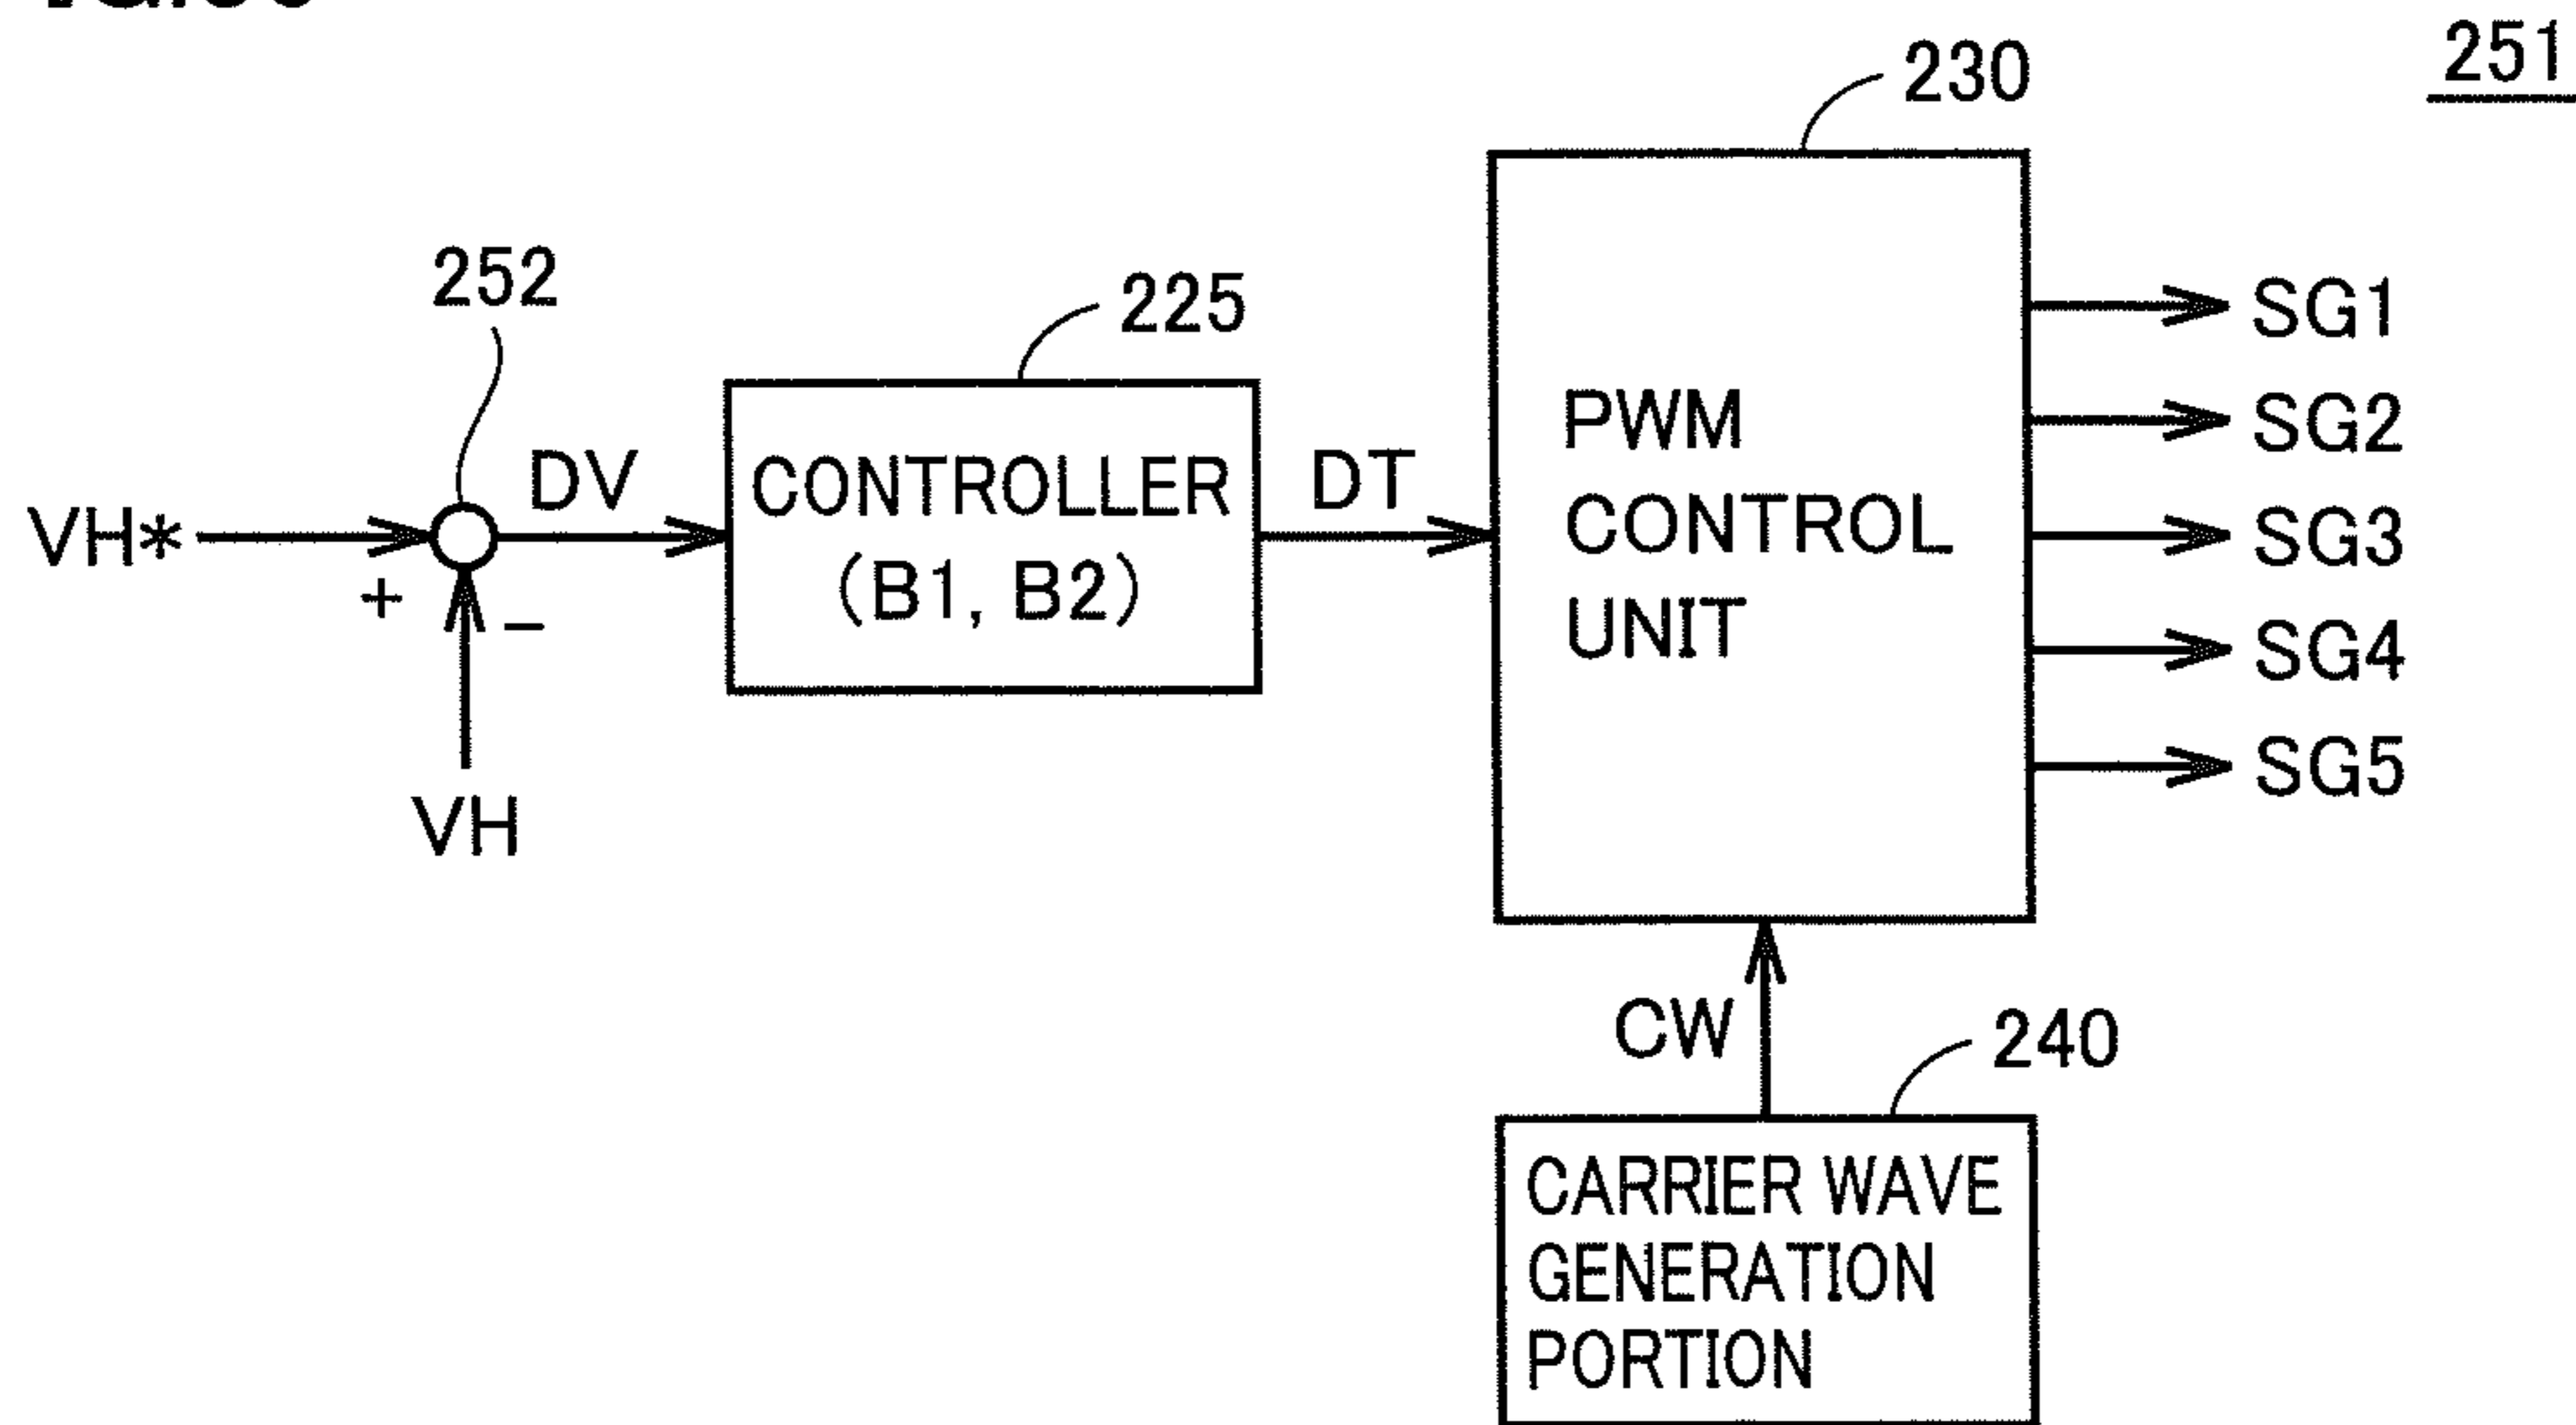 251
230
252
225
SG1
DV
CONTROLLER
(B1, B2)
DT
PWM
CONTROL
UNIT
SG2
VH*
SG3
+
−
SG4
SG5
VH
CW
240
CARRIER WAVE
GENERATION
PORTION